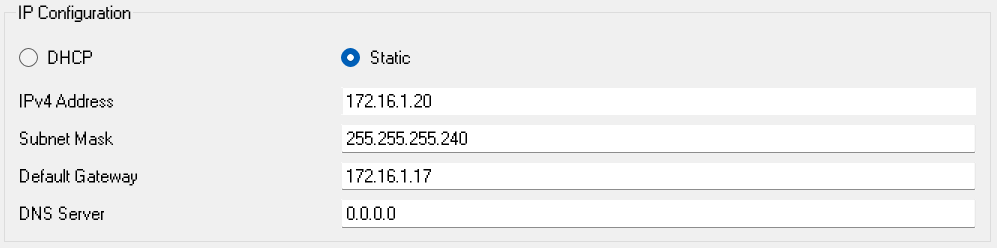 IP Configuration
DHCP Static
IPv4 Address 172.16.1.20
Subnet Mask 255.255.255.240
Default Gateway 172.16.1.17
DNS Server 0.0.0.0